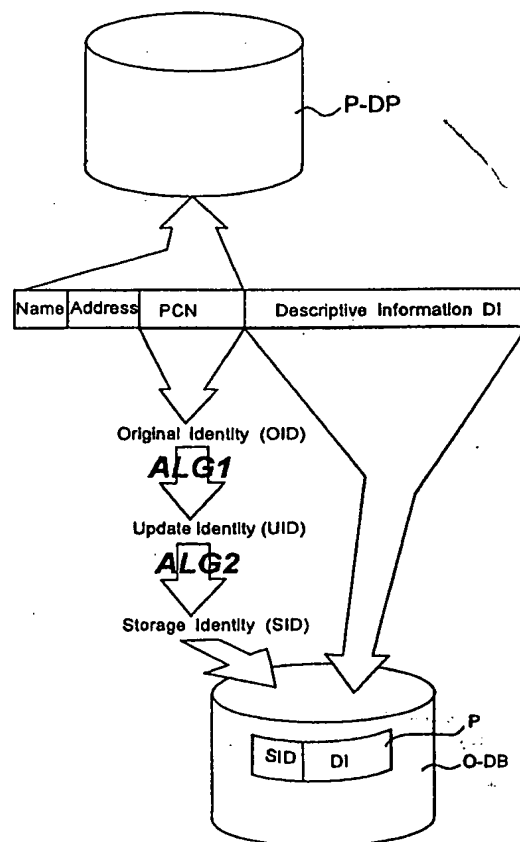 P-DP
Name Address PCN Descriptive Information DI
Original Identity (OID)
ALG1
Update Identity (UID)
ALG2
Storage Identity (SID)
P
SID DI
O-DB